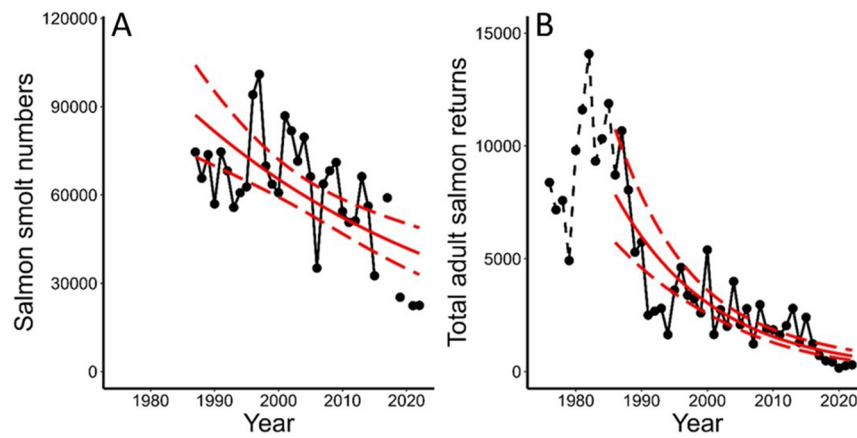 A
Salmon smolt numbers
120000
90000
60000
30000
0
1980 1990 2000 2010 2020
Year
B
Total adult salmon returns
15000
10000
5000
0
1980 1990 2000 2010 2020
Year